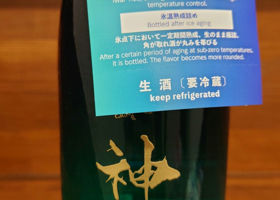 temperature control.
氷温熟成詰め
Bottled after ice aging
氷点下において一定期間熟成。生のまま瓶詰。
角が取れ酒が丸みを帯びる
After a certain period of aging at sub-zero temperatures,
it is bottled. The flavor becomes more rounded.
生酒〔要冷蔵〕
keep refrigerated
神